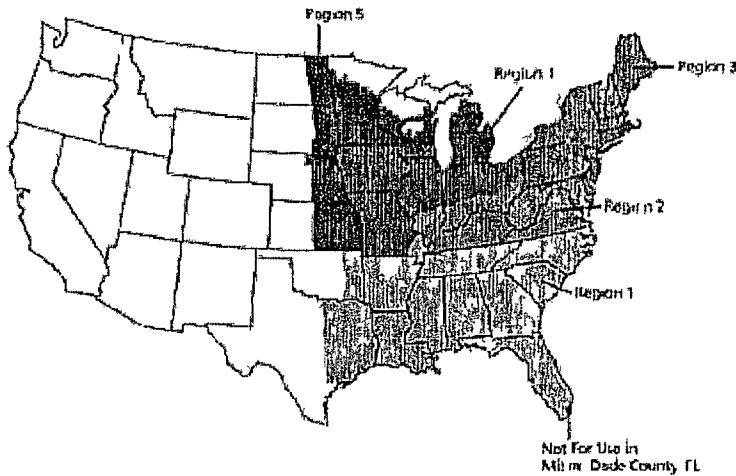 Region 5
Region 1
Region 3
Region 2
Region 1
Not For Use in
Dade County, FL